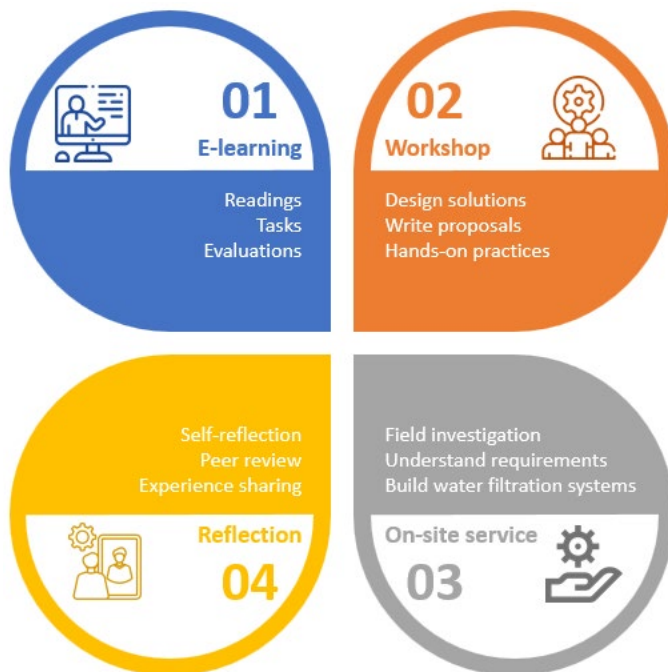 01
E-learning
Readings
Tasks
Evaluations
02
Workshop
Design solutions
Write proposals
Hands-on practices
Field investigation
Understand requirements
Build water filtration systems
On-site service
03
Self-reflection
Peer review
Experience sharing
Reflection
04